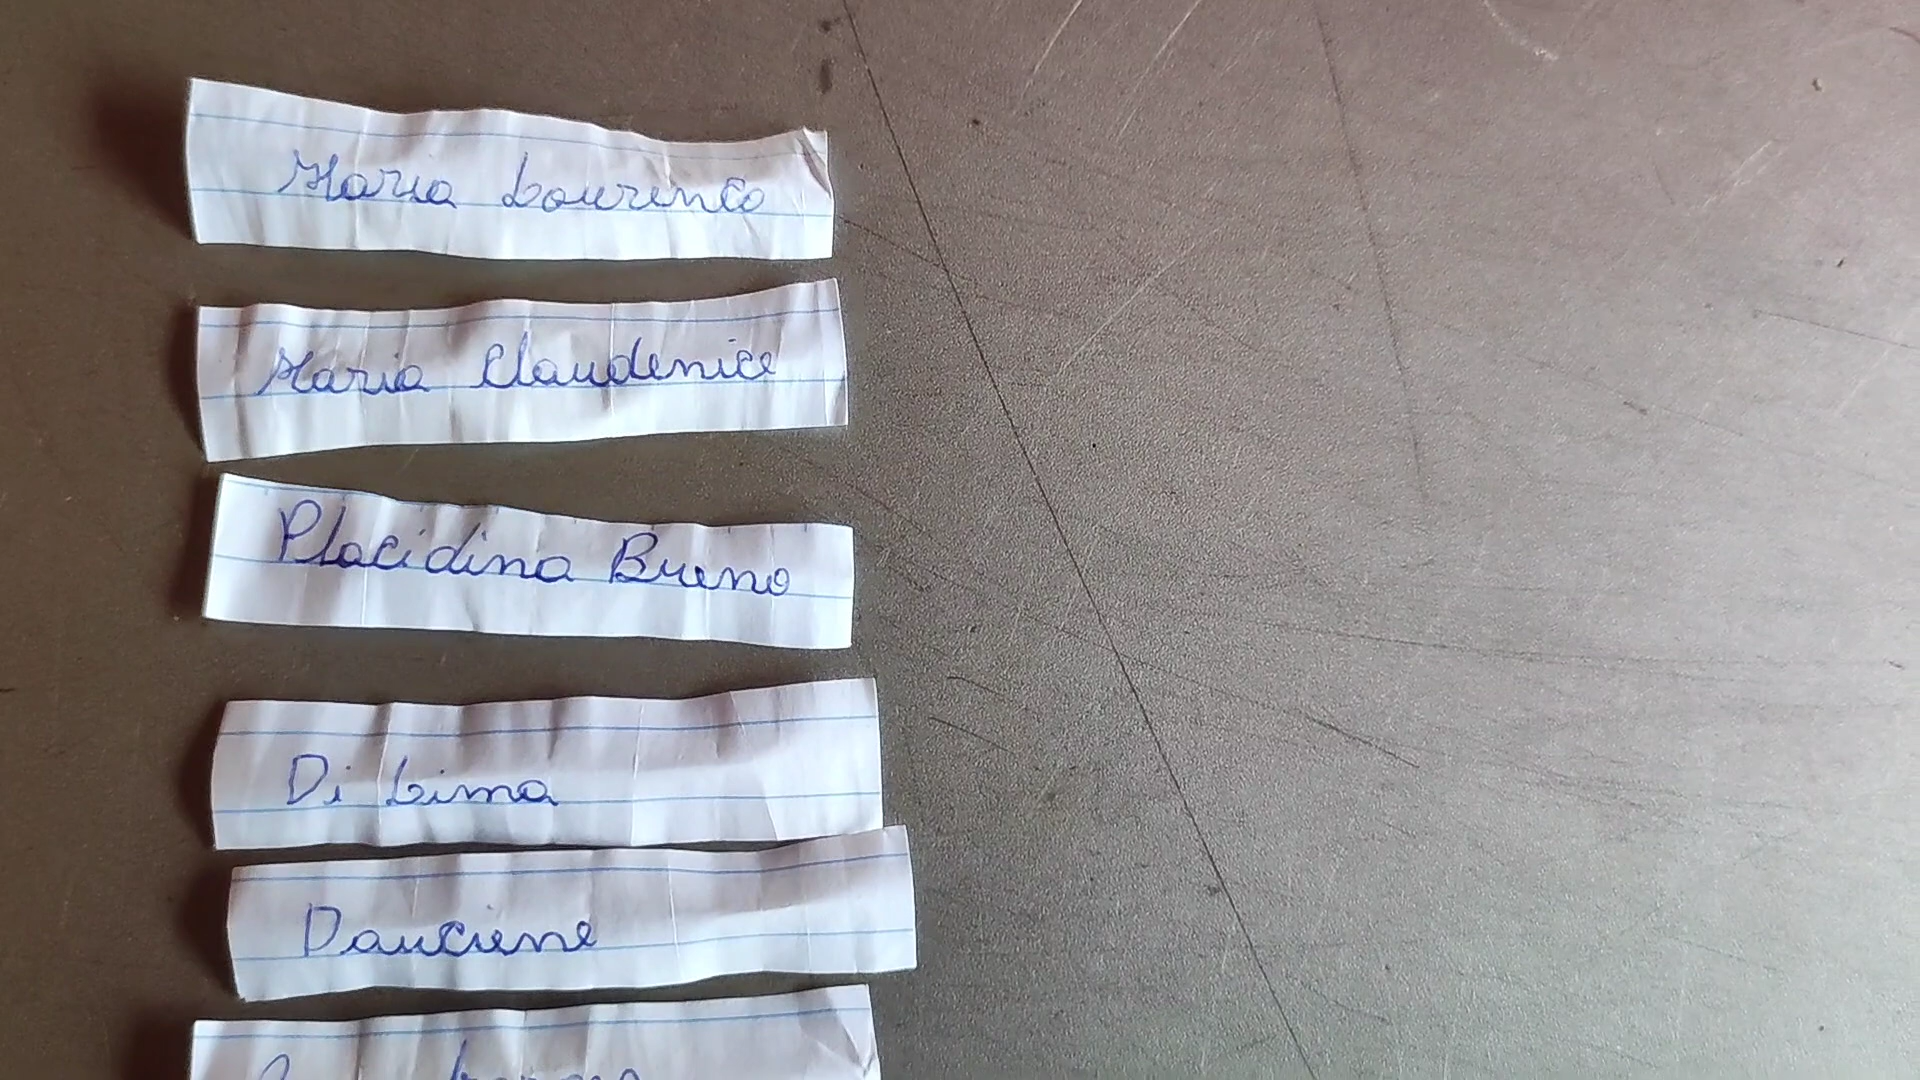 Maria Lourenço
Maria Claudenice
Placidina Bueno
Di Lima
Dauciene